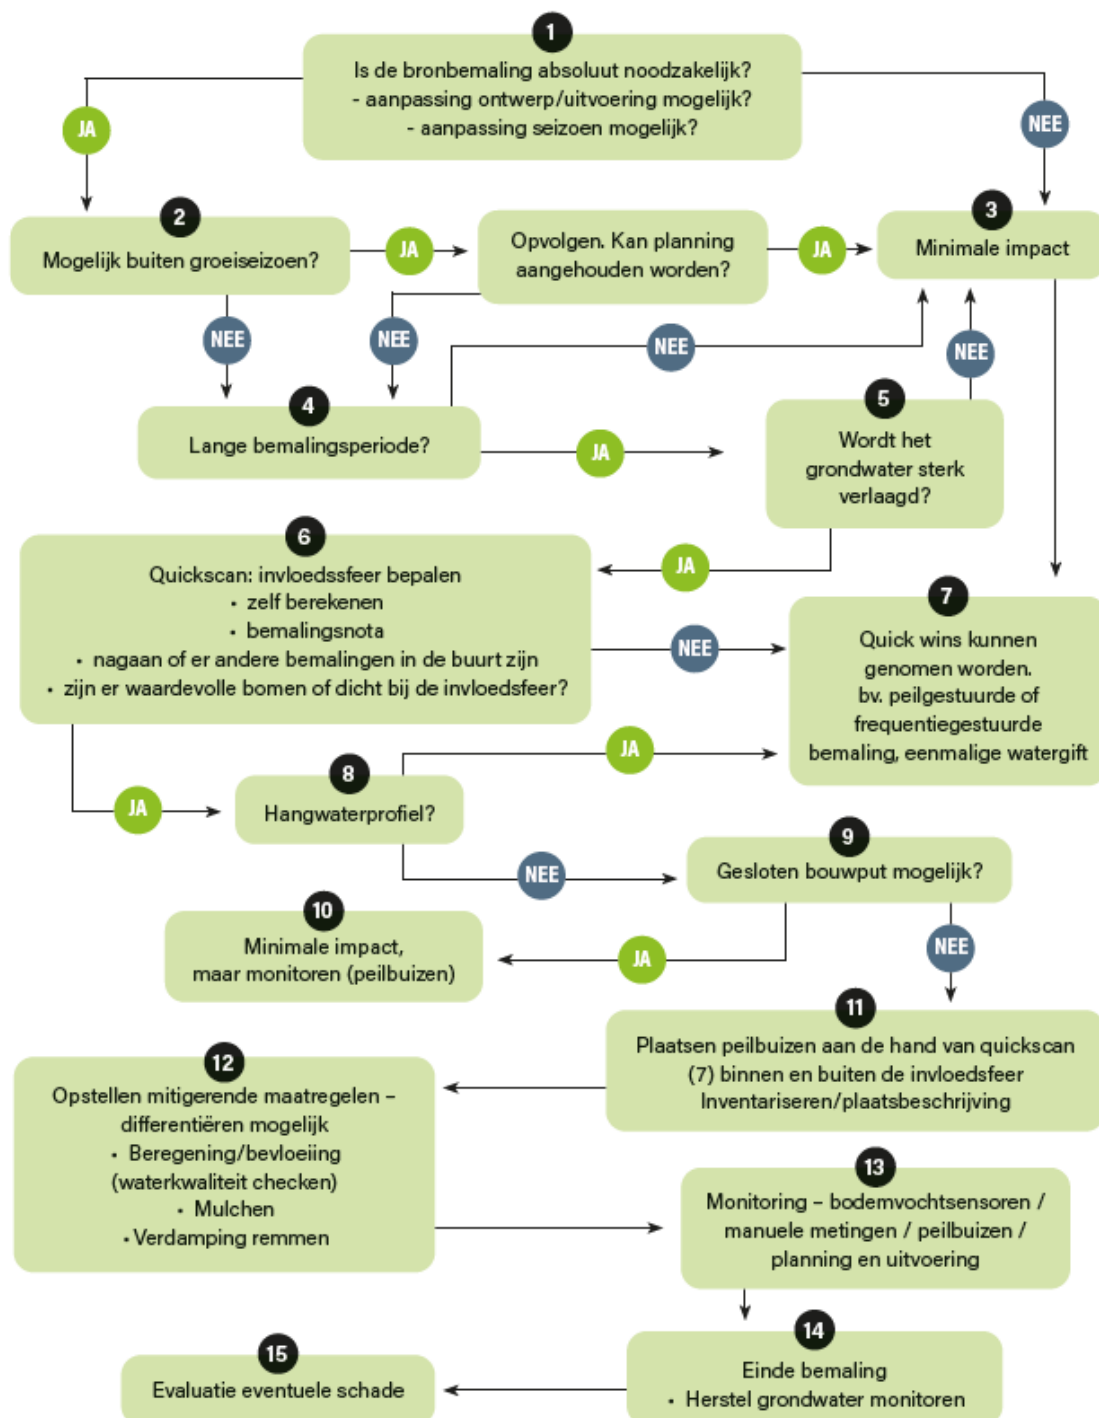 1
Is de bronbemaling absoluut noodzakelijk?
- aanpassing ontwerp/uitvoering mogelijk?
- aanpassing seizoen mogelijk?
JA
NEE
2
Mogelijk buiten groeiseizoen?
JA
Opvolgen. Kan planning
aangehouden worden?
JA
3
Minimale impact
NEE
NEE
NEE
NEE
4
Lange bemalingsperiode?
JA
5
Wordt het
grondwater sterk
verlaagd?
JA
6
Quickscan: invloedssfeer bepalen
• zelf berekenen
• bemalingsnota
• nagaan of er andere bemalingen in de buurt zijn
• zijn er waardevolle bomen of dicht bij de invloedsfeer?
NEE
7
Quick wins kunnen
genomen worden.
bv. peilgestuurde of
frequentiegestuurde
bemaling, eenmalige watergift
JA
JA
8
Hangwaterprofiel?
NEE
9
Gesloten bouwput mogelijk?
10
Minimale impact,
maar monitoren (peilbuizen)
JA
NEE
11
Plaatsen peilbuizen aan de hand van quickscan
(7) binnen en buiten de invloedsfeer
Inventariseren/plaatsbeschrijving
12
Opstellen mitigerende maatregelen –
differentiëren mogelijk
• Beregening/bevloeiing
(waterkwaliteit checken)
• Mulchen
• Verdamping remmen
13
Monitoring – bodemvochtsensoren /
manuele metingen / peilbuizen /
planning en uitvoering
14
Einde bemaling
• Herstel grondwater monitoren
15
Evaluatie eventuele schade